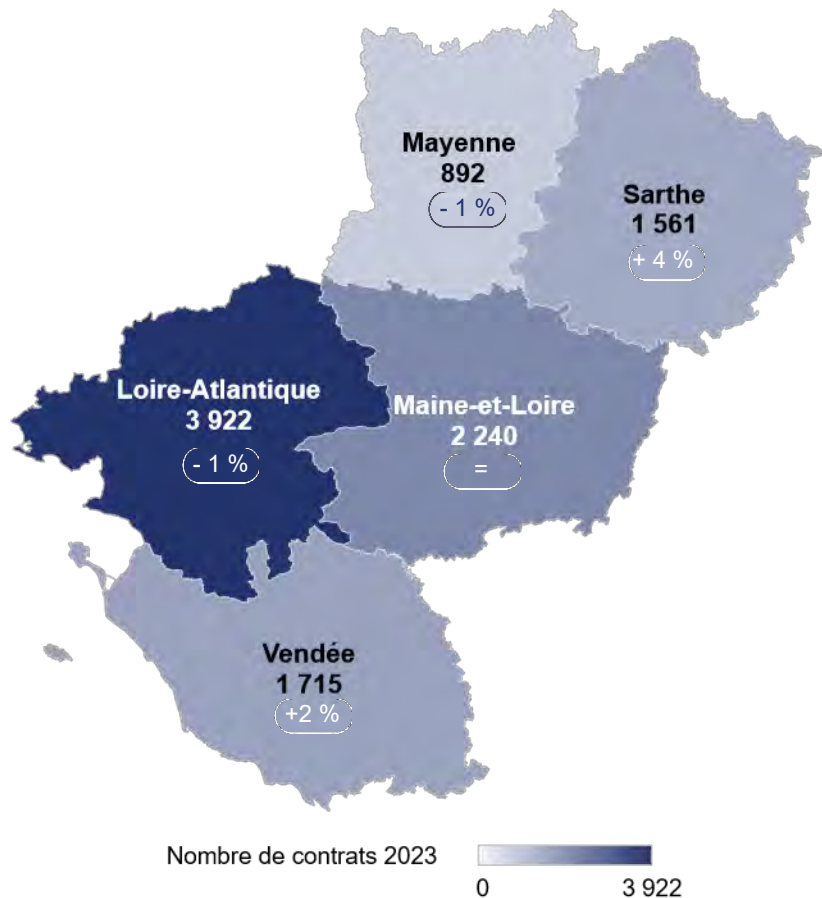 Mayenne
892
- 1 %
Sarthe
1 561
+ 4 %
Loire-Atlantique
3 922
- 1 %
Maine-et-Loire
2 240
=
Vendée
1 715
+2 %
Nombre de contrats 2023
0 3 922